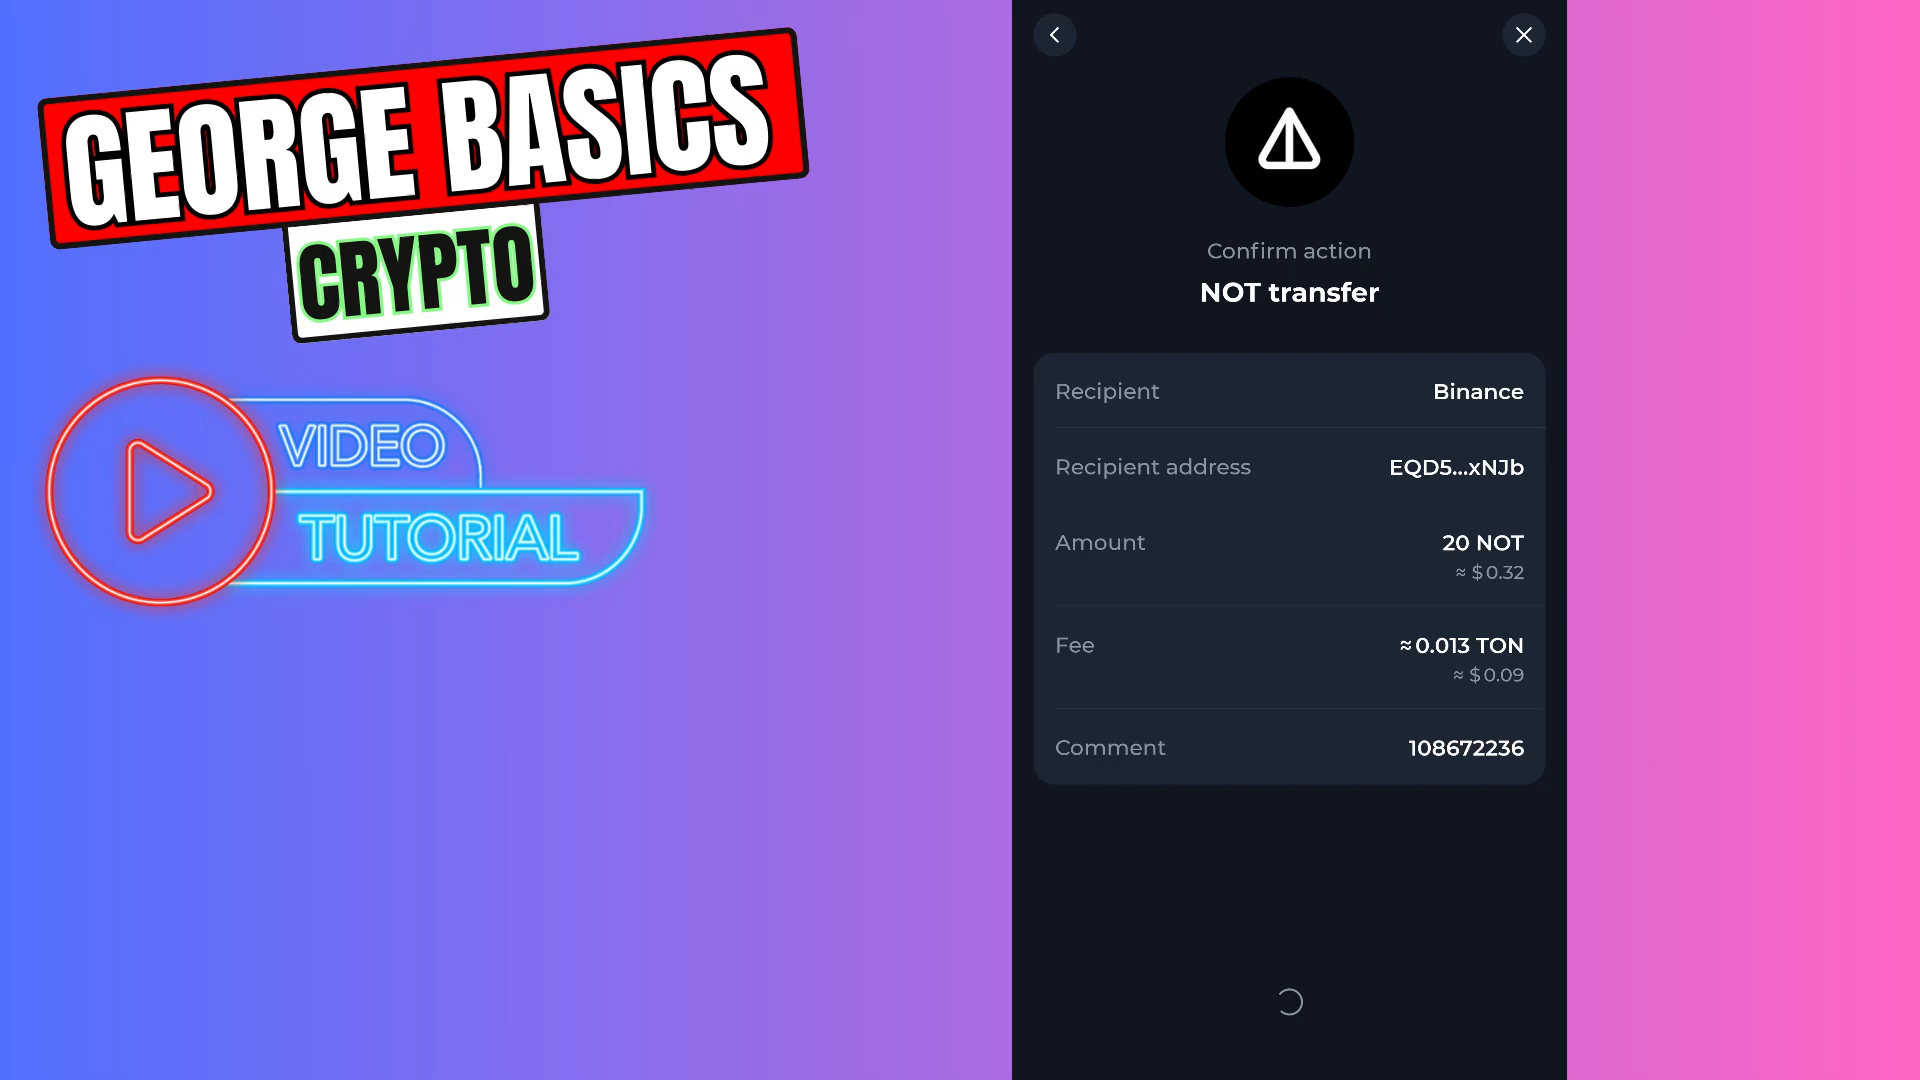 GEORGE BASICS
CRYPTO
VIDEO
TUTORIAL
Confirm action
NOT transfer
Recipient Binance
Recipient address EQD5...xNJb
Amount 20 NOT
≈ $ 0.32
Fee ≈ 0.013 TON
≈ $ 0.09
Comment 108672236